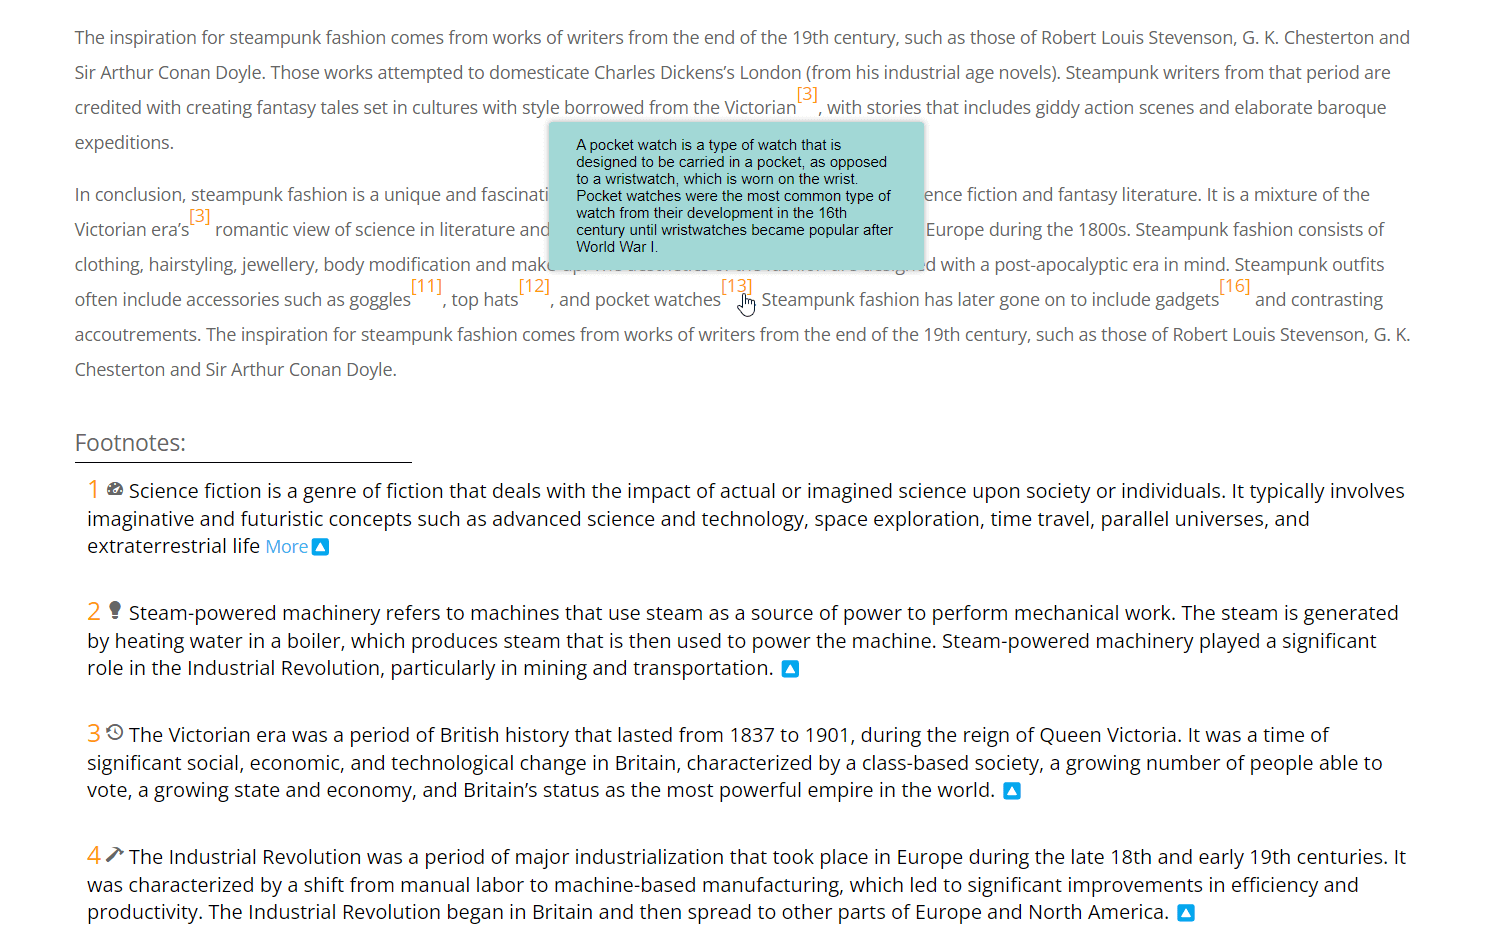 The inspiration for steampunk fashion comes from works of writers from the end of the 19th century, such as those of Robert Louis Stevenson, G. K. Chesterton and
Sir Arthur Conan Doyle. Those works attempted to domesticate Charles Dickens’s London (from his industrial age novels). Steampunk writers from that period are
credited with creating fantasy tales set in cultures with style borrowed from the Victorian[3], with stories that includes giddy action scenes and elaborate baroque
expeditions.
A pocket watch is a type of watch that is
designed to be carried in a pocket, as opposed
to a wristwatch, which is worn on the wrist.
Pocket watches were the most common type of
watch from their development in the 16th
century until wristwatches became popular after
World War I.
In conclusion, steampunk fashion is a unique and fascinati ence fiction and fantasy literature. It is a mixture of the
Victorian era’s[3] romantic view of science in literature and Europe during the 1800s. Steampunk fashion consists of
clothing, hairstyling, jewellery, body modification and make d with a post-apocalyptic era in mind. Steampunk outfits
often include accessories such as goggles[11], top hats[12], and pocket watches[13] Steampunk fashion has later gone on to include gadgets[16] and contrasting
accoutrements. The inspiration for steampunk fashion comes from works of writers from the end of the 19th century, such as those of Robert Louis Stevenson, G. K.
Chesterton and Sir Arthur Conan Doyle.
Footnotes:
1 Science fiction is a genre of fiction that deals with the impact of actual or imagined science upon society or individuals. It typically involves
imaginative and futuristic concepts such as advanced science and technology, space exploration, time travel, parallel universes, and
extraterrestrial life More
2 Steam-powered machinery refers to machines that use steam as a source of power to perform mechanical work. The steam is generated
by heating water in a boiler, which produces steam that is then used to power the machine. Steam-powered machinery played a significant
role in the Industrial Revolution, particularly in mining and transportation.
3 The Victorian era was a period of British history that lasted from 1837 to 1901, during the reign of Queen Victoria. It was a time of
significant social, economic, and technological change in Britain, characterized by a class-based society, a growing number of people able to
vote, a growing state and economy, and Britain’s status as the most powerful empire in the world.
4 The Industrial Revolution was a period of major industrialization that took place in Europe during the late 18th and early 19th centuries. It
was characterized by a shift from manual labor to machine-based manufacturing, which led to significant improvements in efficiency and
productivity. The Industrial Revolution began in Britain and then spread to other parts of Europe and North America.